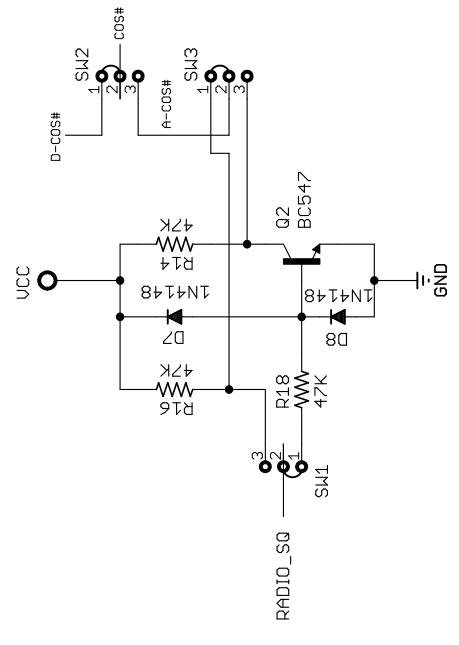 COS#
SW2
1
2
3
D-COS#
A-COS#
SW3
1
2
3
47K
R14
Q2
BC547
VCC
1N4148
D7
1N4148
D8
GND
47K
R16
R18
47K
3
2
1
SW1
RADIO_SQ